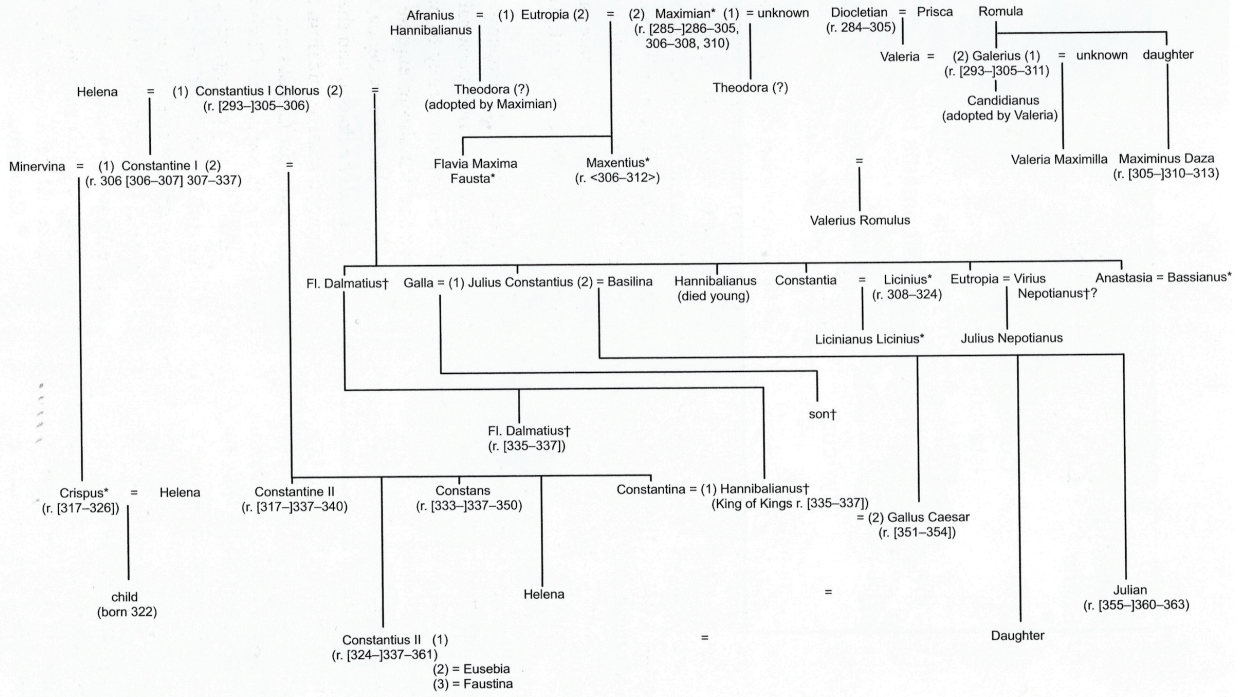 Afranius = (1) Eutropia (2) = (2) Maximian* (1) = unknown Diocletian = Prisca Romula
Hannibalianus (r. [285–]286–305, (r. 284–305)
306–308, 310)
Valeria = (2) Galerius (1) = unknown daughter
(r. [293–]305–311)
Helena = (1) Constantius I Chlorus (2) = Theodora (?) Theodora (?)
(r. [293–]305–306) (adopted by Maximian) Candidianus
(adopted by Valeria)
Minervina = (1) Constantine I (2) = Flavia Maxima Maxentius* = Valeria Maximilla Maximinus Daza
(r. 306 [306–307] 307–337) Fausta* (r. <306–312>) (r. [305–]310–313)
Valerius Romulus
Fl. Dalmatius† Galla = (1) Julius Constantius (2) = Basilina Hannibalianus Constantia = Licinius* Eutropia = Virius Anastasia = Bassianus*
(died young) (r. 308–324) Nepotianus†?
Licinianus Licinius* Julius Nepotianus
son†
Fl. Dalmatius†
(r. [335–337])
Crispus* = Helena Constantine II Constans Constantina = (1) Hannibalianus†
(r. [317–326]) (r. [317–]337–340) (r. [333–]337–350) (King of Kings r. [335–337])
= (2) Gallus Caesar
(r. [351–354])
child Helena = Julian
(born 322) (r. [355–]360–363)
Constantius II (1) = Daughter
(r. [324–]337–361)
(2) = Eusebia
(3) = Faustina